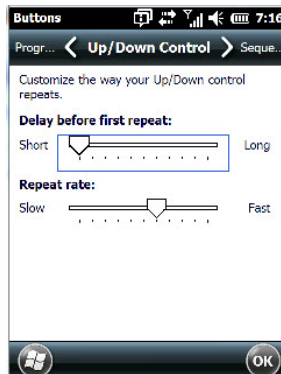 Buttons 7:16
Progr... Up/Down Control Seque...
Customize the way your Up/Down control
repeats.
Delay before first repeat:
Short Long
Repeat rate:
Slow Fast
OK